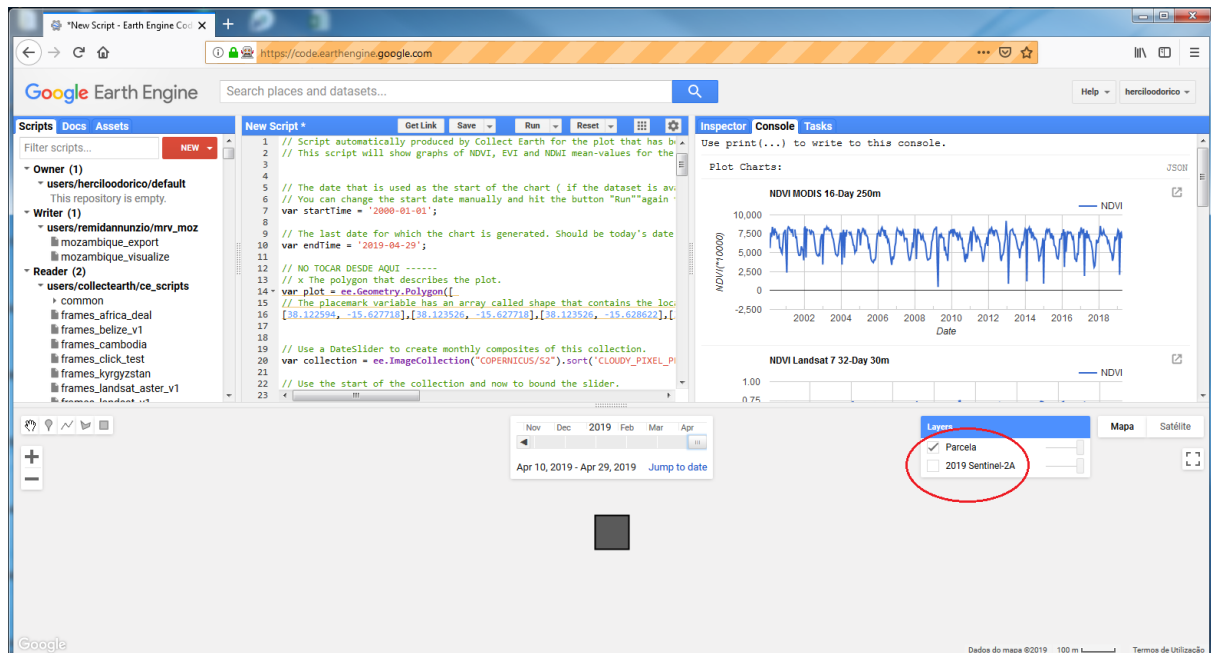 *New Script - Earth Engine Cod
https://code.earthengine.google.com
Google Earth Engine
Search places and datasets...
Help
herciloodorico
Scripts Docs Assets
Filter scripts...
NEW
Owner (1)
users/herciloodorico/default
This repository is empty.
Writer (1)
users/remidannunzio/mrv_moz
mozambique_export
mozambique_visualize
Reader (2)
users/collectearth/ce_scripts
common
frames_africa_deal
frames_belize_v1
frames_cambodia
frames_click_test
frames_kyrgyzstan
frames_landsat_aster_v1
New Script *
Get Link Save Run Reset
1 // Script automatically produced by Collect Earth for the plot that has be
2 // This script will show graphs of NDVI, EVI and NDWI mean-values for the
3
4
5 // The date that is used as the start of the chart ( if the dataset is ava
6 // You can change the start date manually and hit the button "Run""again
7 var startTime = '2000-01-01';
8
9 // The last date for which the chart is generated. Should be today's date
10 var endTime = '2019-04-29';
11
12 // NO TOCAR DESDE AQUI ------
13 // x The polygon that describes the plot.
14 var plot = ee.Geometry.Polygon([
15 // The placemark variable has an array called shape that contains the loc
16 [38.122594, -15.627718],[38.123526, -15.627718],[38.123526, -15.628622],[
17
18
19 // Use a DateSlider to create monthly composites of this collection.
20 var collection = ee.ImageCollection("COPERNICUS/S2").sort('CLOUDY_PIXEL_P
21
22 // Use the start of the collection and now to bound the slider.
23
Inspector Console Tasks
Use print(...) to write to this console.
Plot Charts:
JSON
NDVI MODIS 16-Day 250m
NDVI
10,000
7,500
5,000
2,500
0
-2,500
NDVI(*10000)
2002 2004 2006 2008 2010 2012 2014 2016 2018
Date
NDVI Landsat 7 32-Day 30m
NDVI
1.00
0.75
Nov Dec 2019 Feb Mar Apr
Apr 10, 2019 - Apr 29, 2019 Jump to date
Layers
Parcela
2019 Sentinel-2A
Mapa Satélite
Google
Dados do mapa ©2019 100 m Termos de Utilização